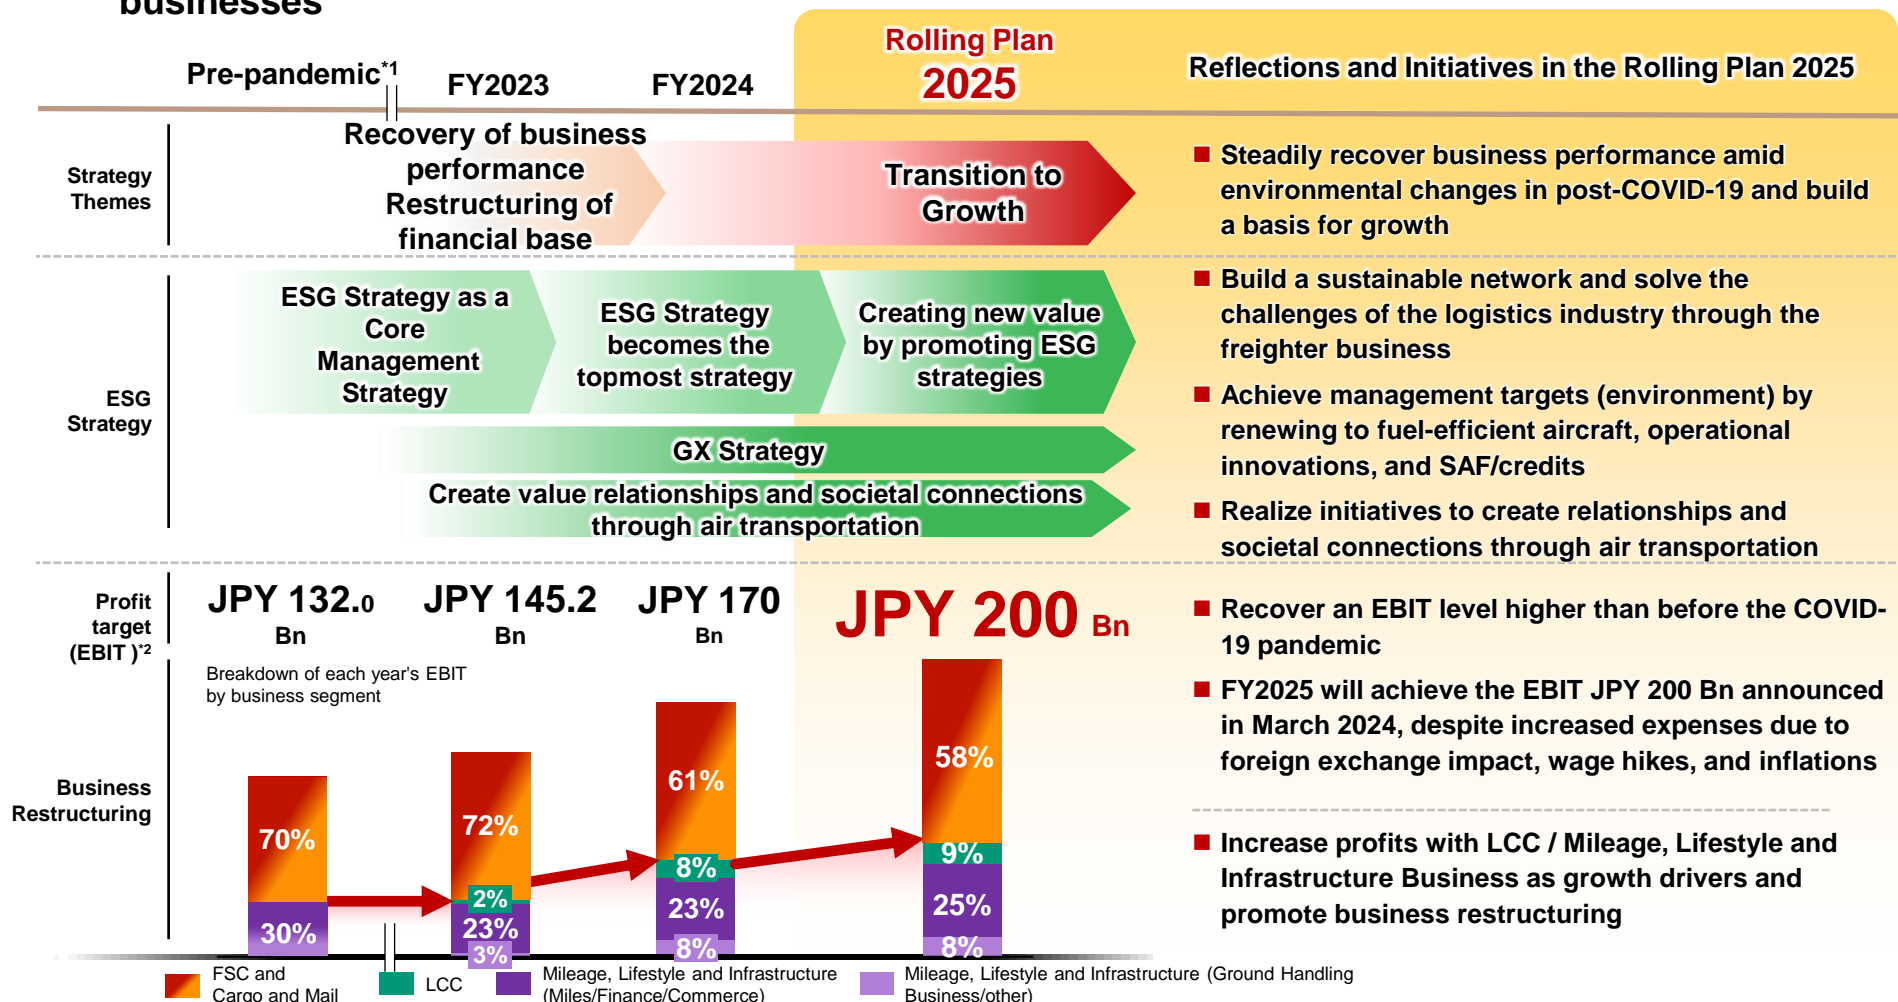 businesses
Pre-pandemic*1
FY2023
FY2024
Rolling Plan
2025
Reflections and Initiatives in the Rolling Plan 2025
Strategy
Themes
Recovery of business
performance
Restructuring of
financial base
Transition to
Growth
■ Steadily recover business performance amid
environmental changes in post-COVID-19 and build
a basis for growth
ESG
Strategy
ESG Strategy as a
Core
Management
Strategy
ESG Strategy
becomes the
topmost strategy
Creating new value
by promoting ESG
strategies
GX Strategy
Create value relationships and societal connections
through air transportation
■ Build a sustainable network and solve the
challenges of the logistics industry through the
freighter business
■ Achieve management targets (environment) by
renewing to fuel-efficient aircraft, operational
innovations, and SAF/credits
■ Realize initiatives to create relationships and
societal connections through air transportation
Profit
target
(EBIT )*2
JPY 132.0
Bn
JPY 145.2
Bn
JPY 170
Bn
JPY 200 Bn
■ Recover an EBIT level higher than before the COVID-
19 pandemic
■ FY2025 will achieve the EBIT JPY 200 Bn announced
in March 2024, despite increased expenses due to
foreign exchange impact, wage hikes, and inflations
Breakdown of each year's EBIT
by business segment
Business
Restructuring
70%
30%
72%
2%
23%
3%
61%
8%
23%
8%
58%
9%
25%
8%
■ Increase profits with LCC / Mileage, Lifestyle and
Infrastructure Business as growth drivers and
promote business restructuring
FSC and
Cargo and Mail
LCC
Mileage, Lifestyle and Infrastructure
(Miles/Finance/Commerce)
Mileage, Lifestyle and Infrastructure (Ground Handling
Business/other)